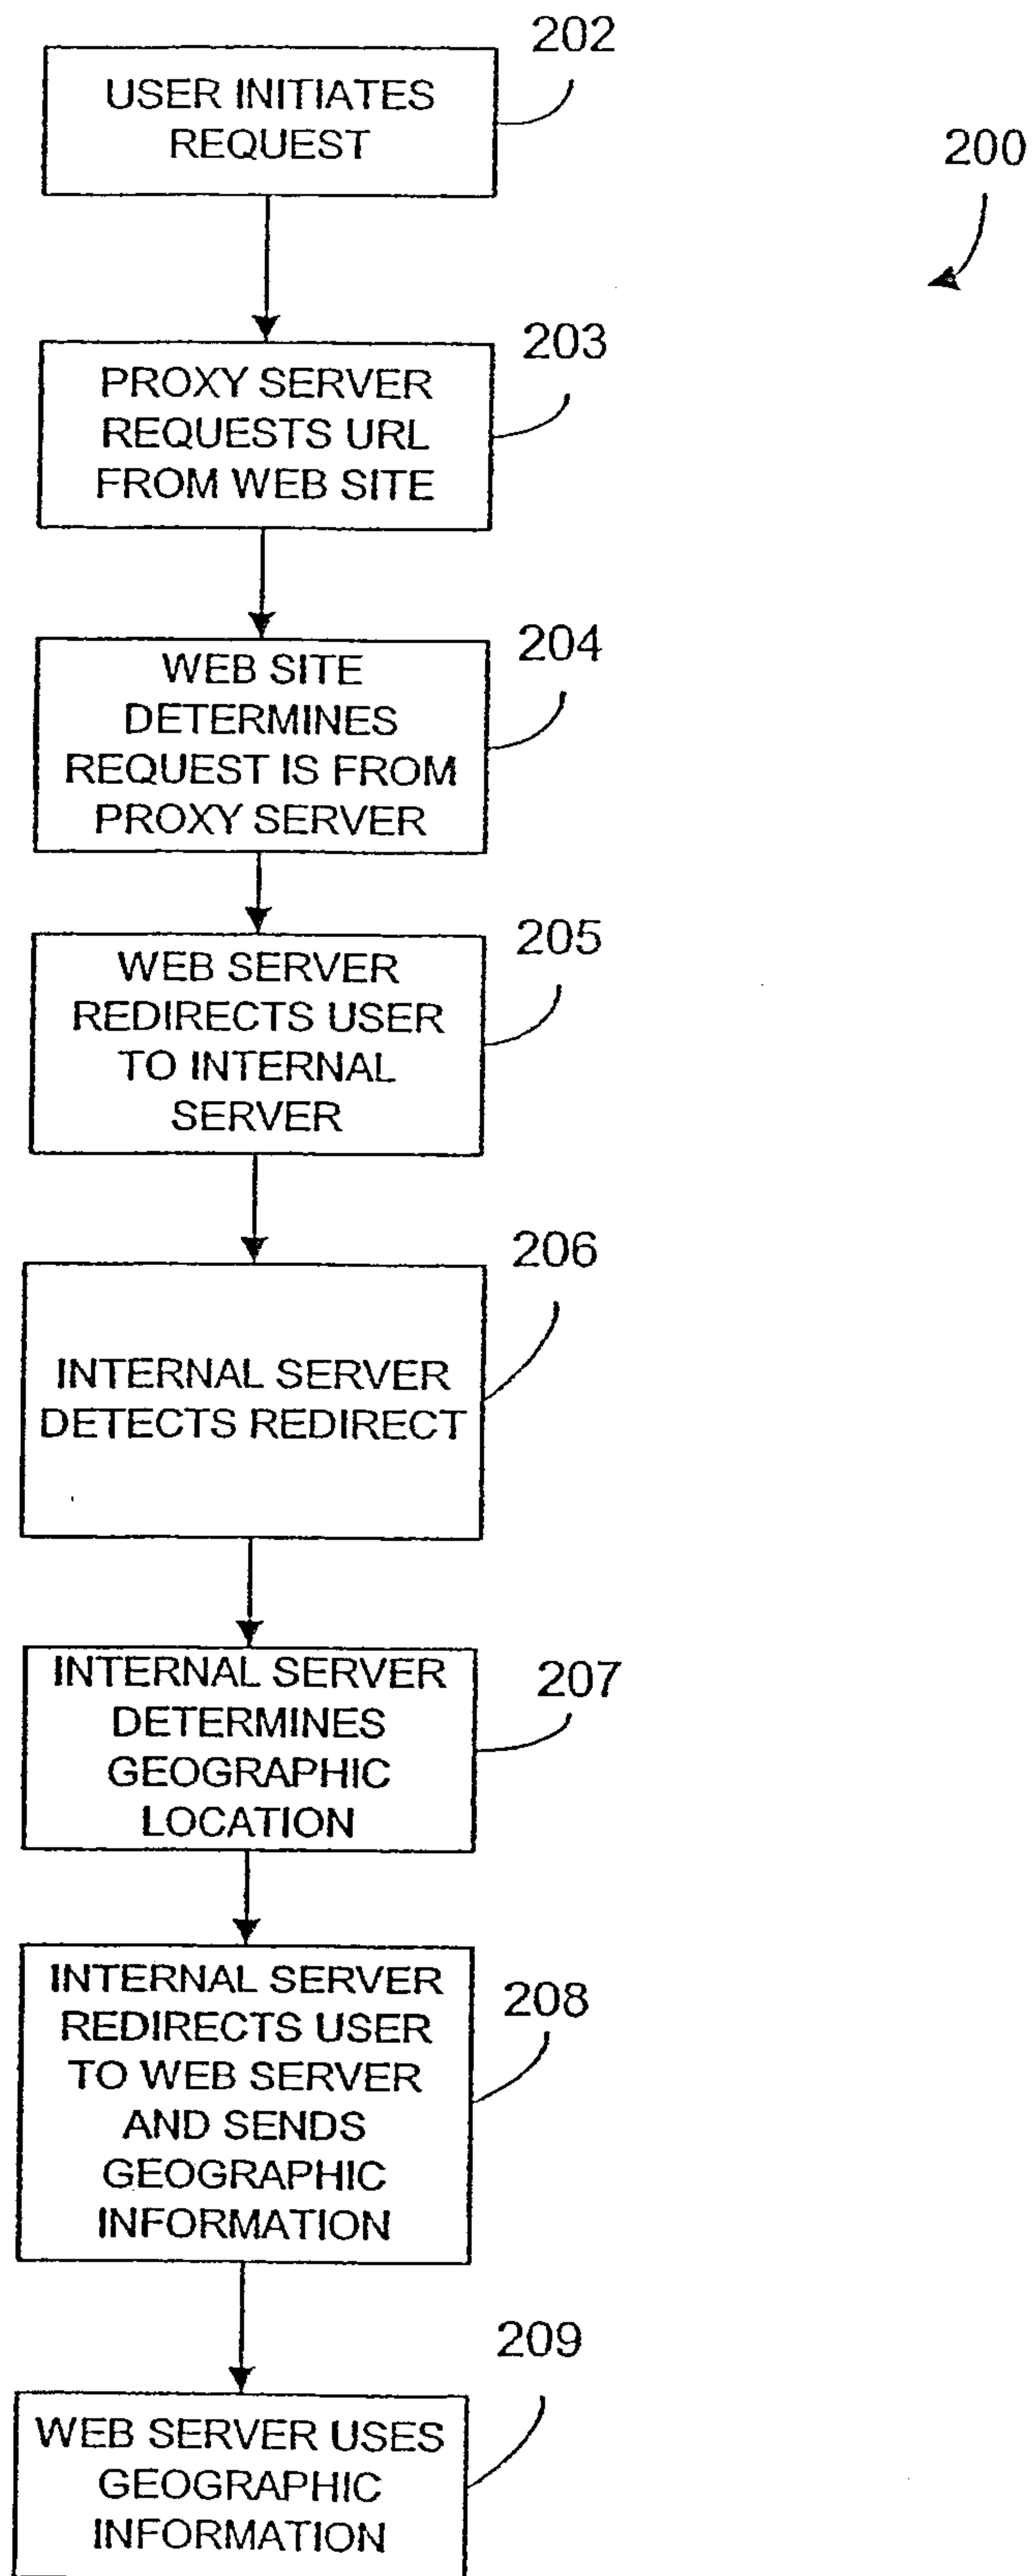 202
USER INITIATES
REQUEST
200
203
PROXY SERVER
REQUESTS URL
FROM WEB SITE
204
WEB SITE
DETERMINES
REQUEST IS FROM
PROXY SERVER
205
WEB SERVER
REDIRECTS USER
TO INTERNAL
SERVER
206
INTERNAL SERVER
DETECTS REDIRECT
207
INTERNAL SERVER
DETERMINES
GEOGRAPHIC
LOCATION
208
INTERNAL SERVER
REDIRECTS USER
TO WEB SERVER
AND SENDS
GEOGRAPHIC
INFORMATION
209
WEB SERVER USES
GEOGRAPHIC
INFORMATION